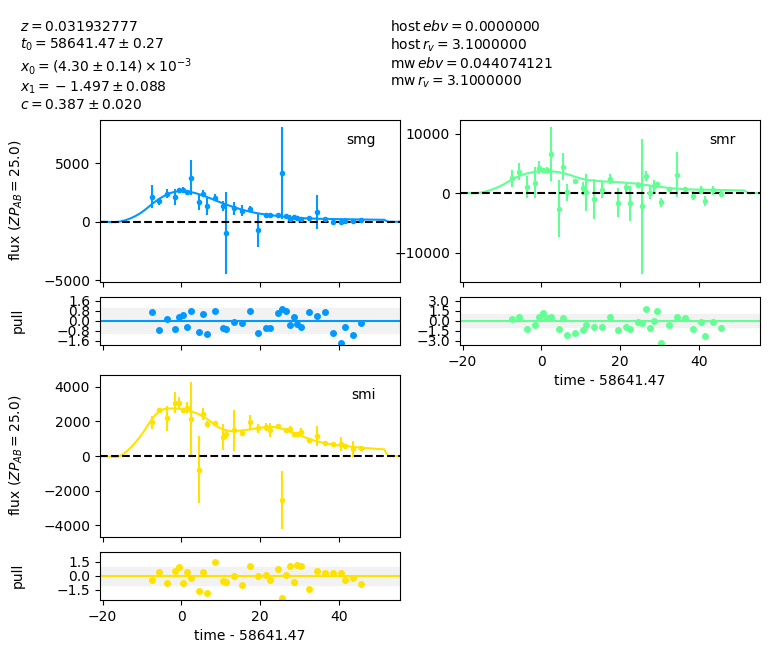 z = 0.031932777
t₀ = 58641.47 ± 0.27
x₀ = (4.30 ± 0.14) × 10⁻³
x₁ = −1.497 ± 0.088
c = 0.387 ± 0.020
host ebv = 0.0000000
host r_v = 3.1000000
mw ebv = 0.044074121
mw r_v = 3.1000000
smg
5000
0
−5000
flux (ZP_AB = 25.0)
smr
10000
0
−10000
1.6
0.8
0.0
−0.8
−1.6
pull
3.0
1.5
0.0
−1.5
−3.0
−20 0 20 40
time - 58641.47
smi
4000
2000
0
−2000
−4000
flux (ZP_AB = 25.0)
1.5
0.0
−1.5
pull
−20 0 20 40
time - 58641.47